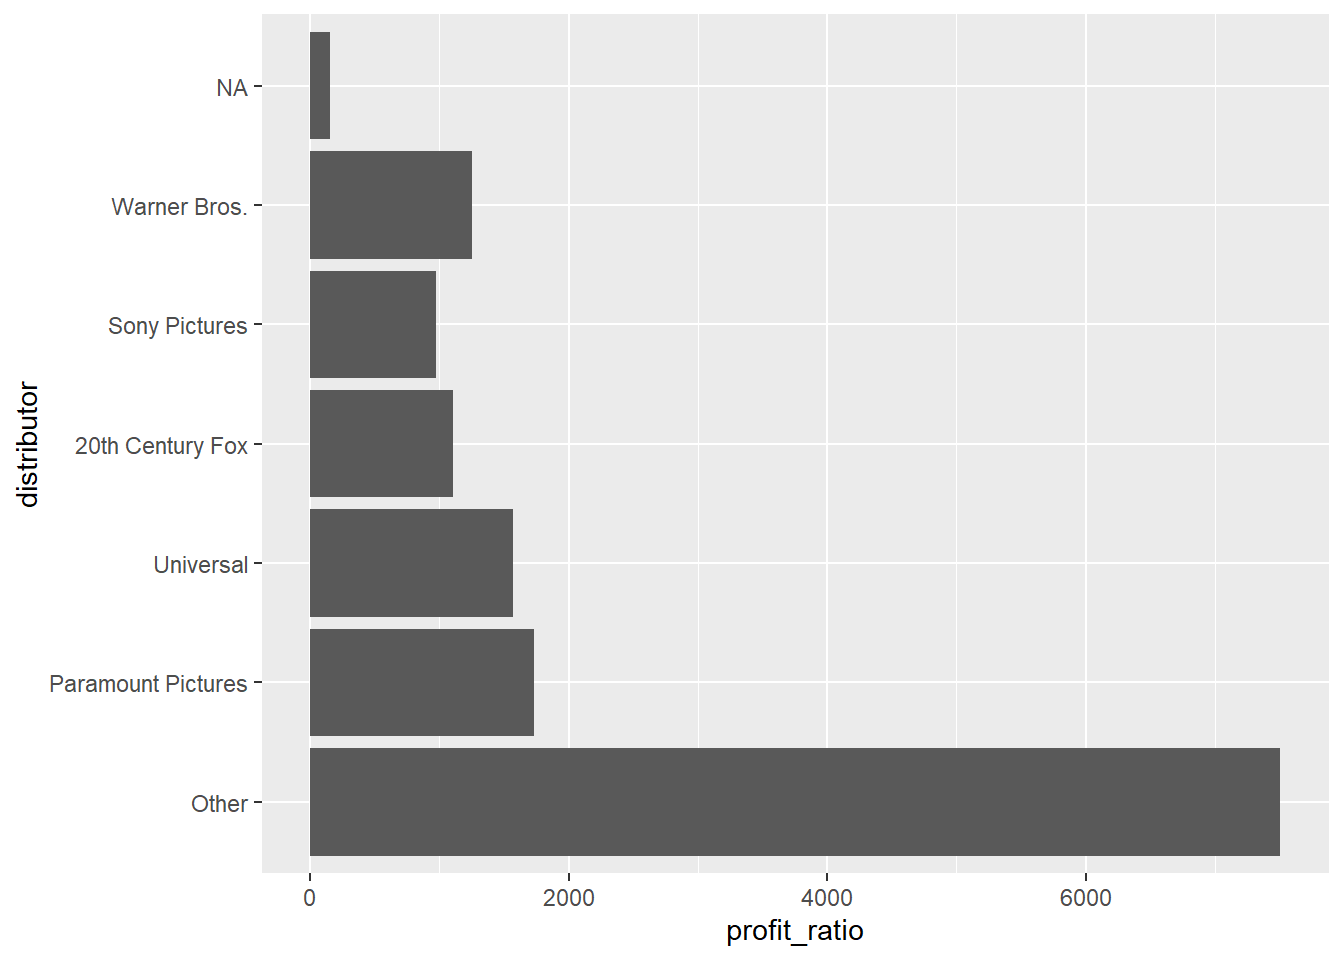 NA
Warner Bros.
Sony Pictures
20th Century Fox
Universal
Paramount Pictures
Other
distributor
0 2000 4000 6000
profit_ratio